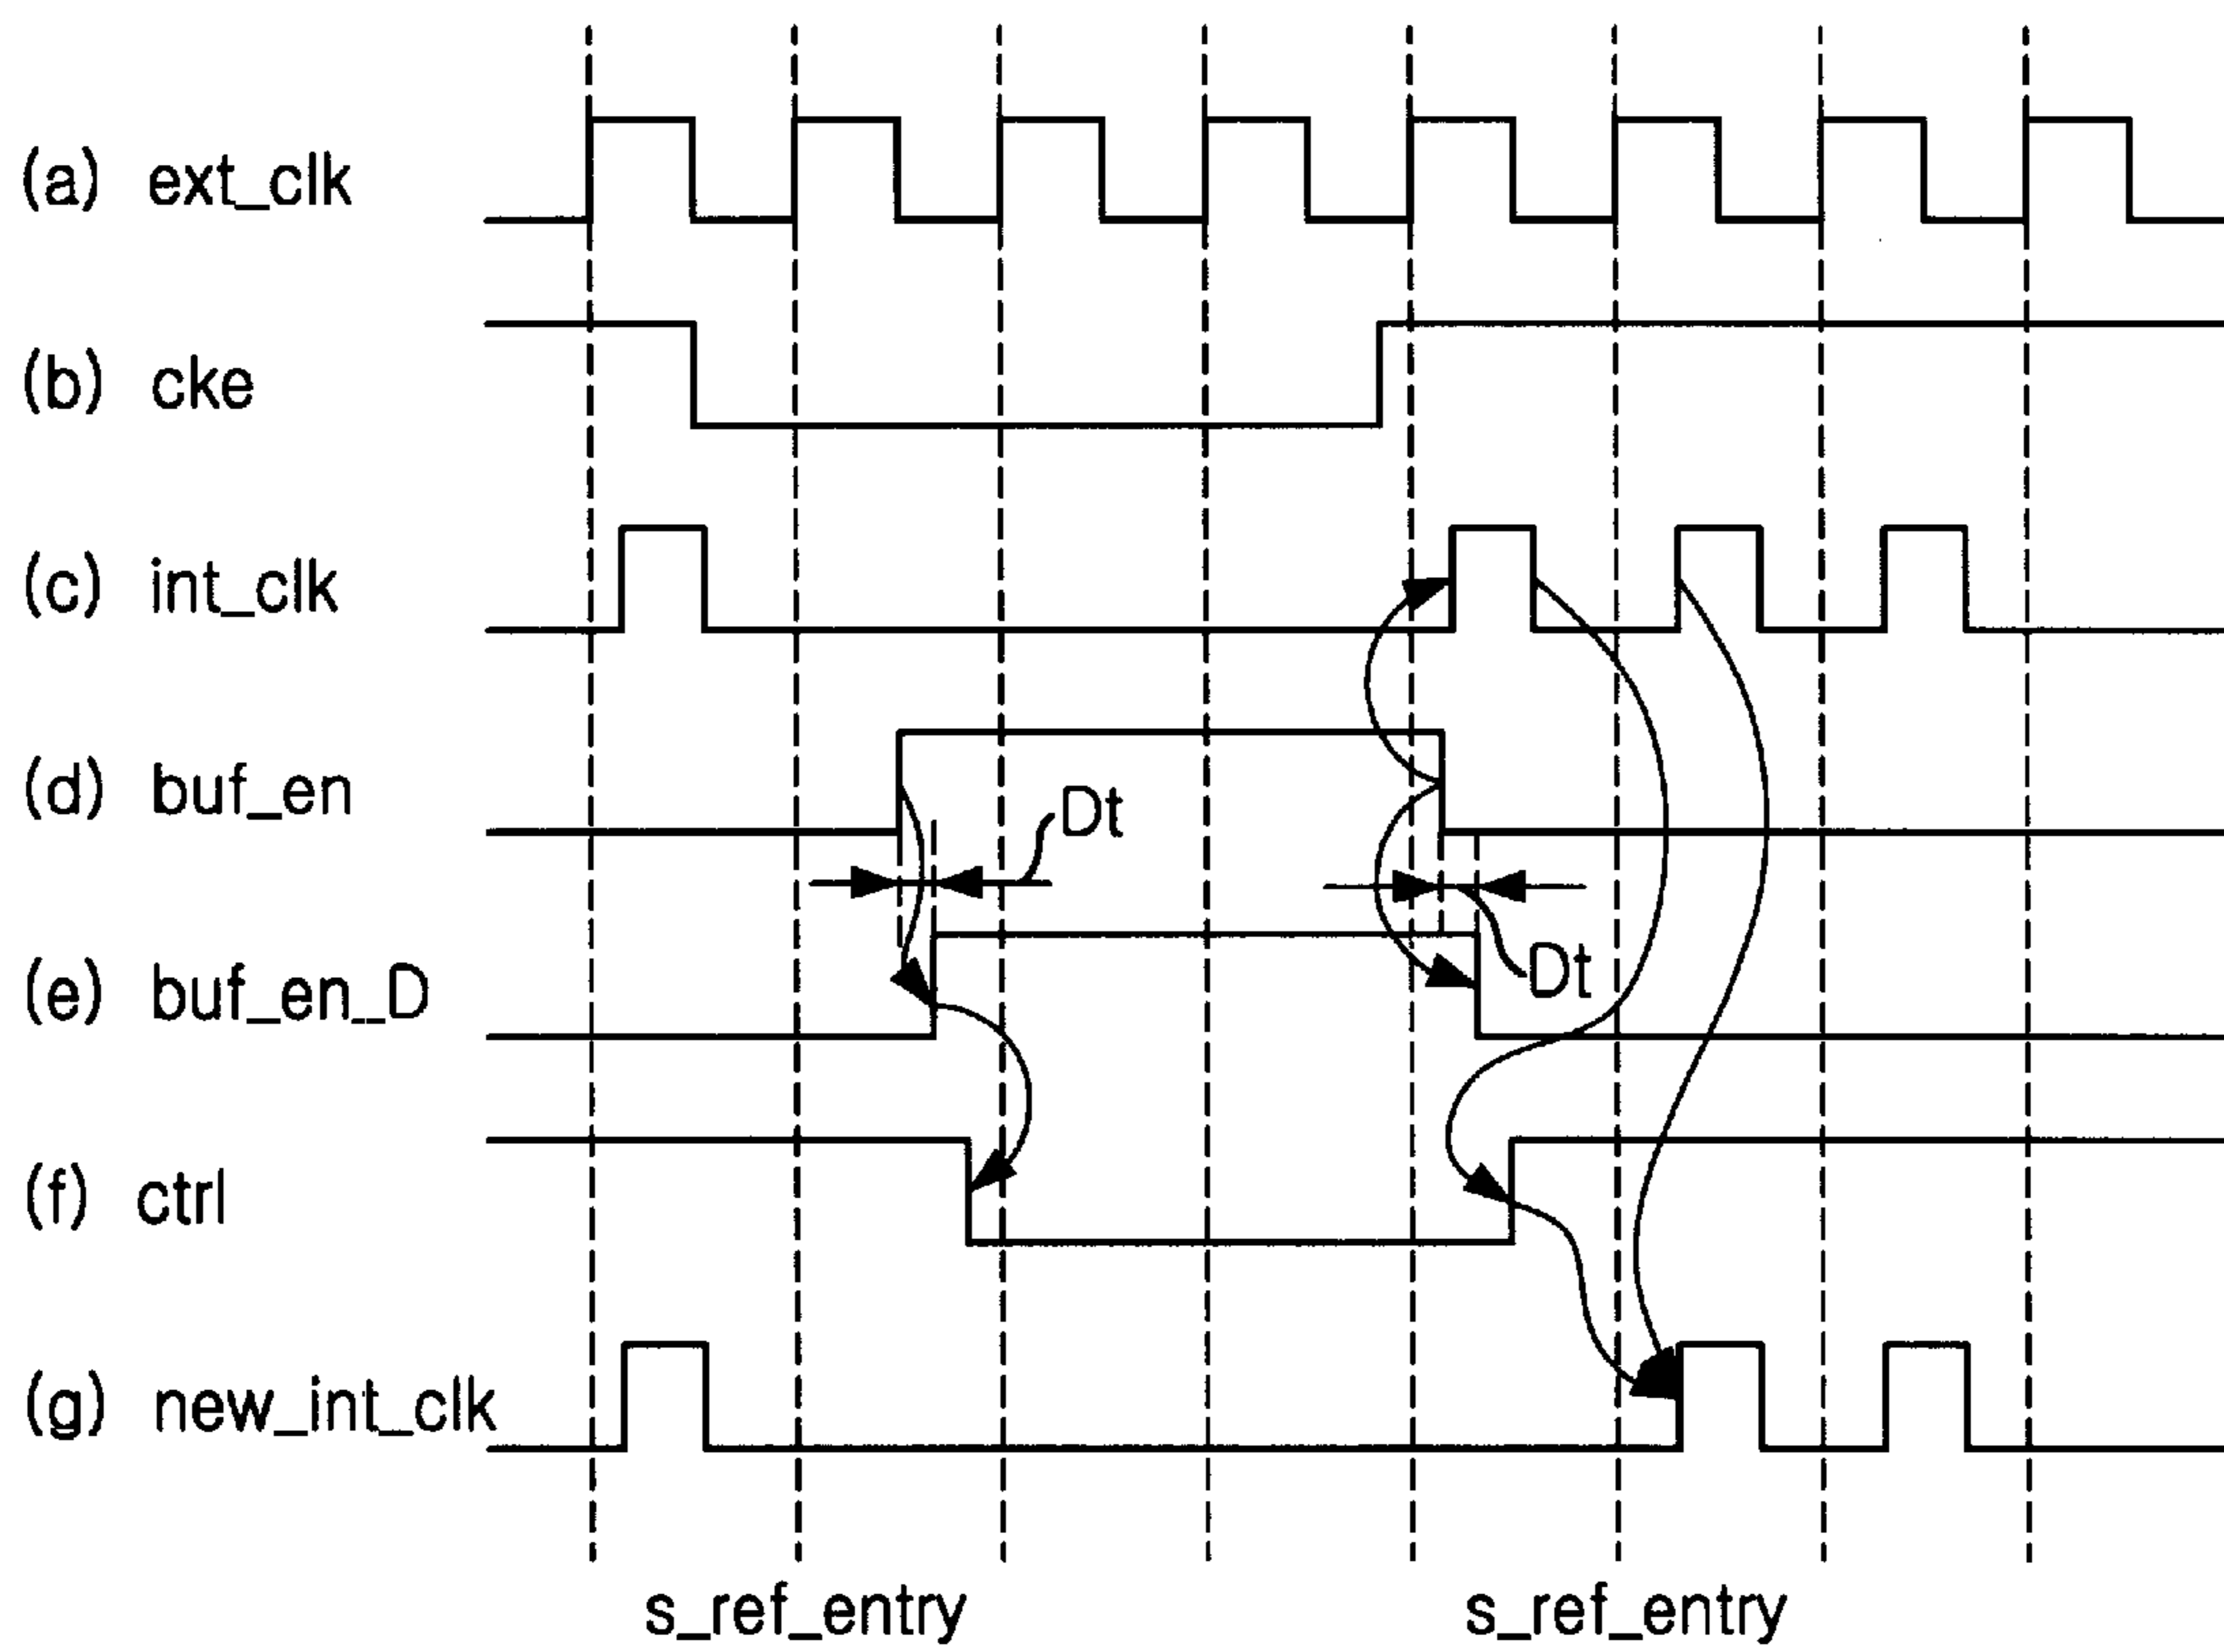 (a) ext_clk
(b) cke
(c) int_clk
(d) buf_en
Dt
(e) buf_en_D
Dt
(f) ctrl
(g) new_int_clk
s_ref_entry
s_ref_entry